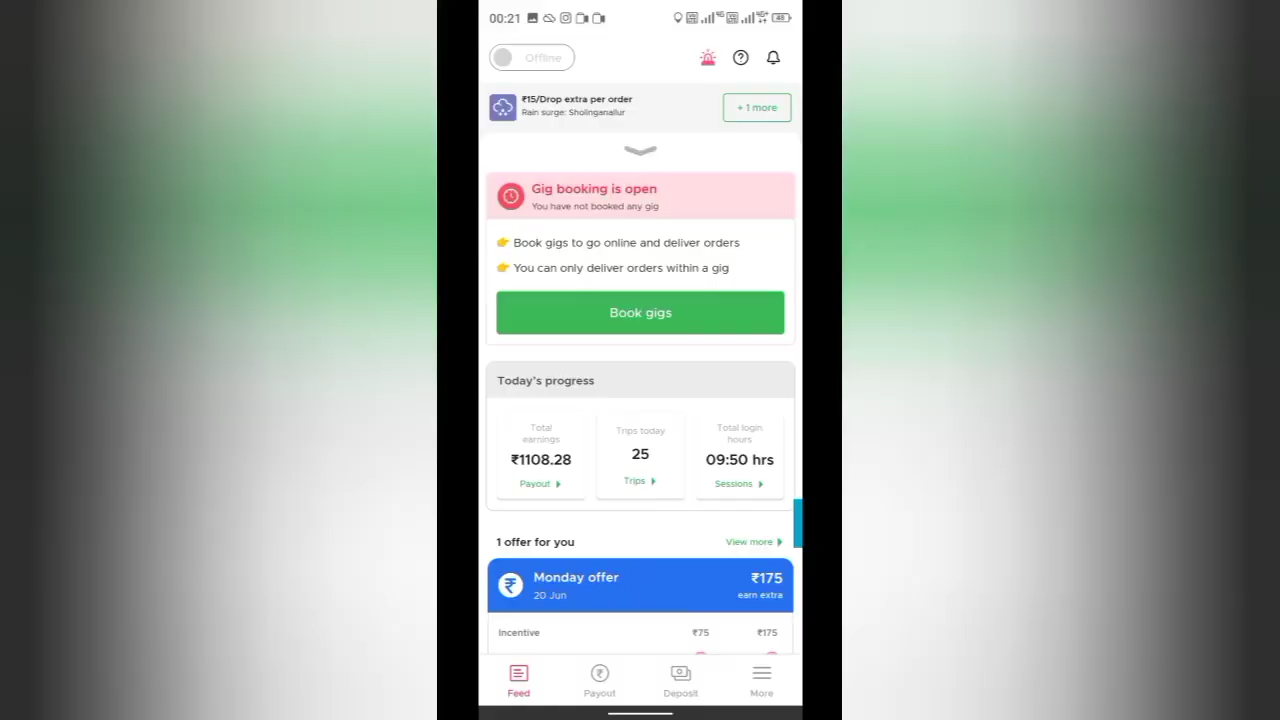 00:21
Offline
₹15/Drop extra per order
Rain surge: Sholinganallur
+ 1 more
Gig booking is open
You have not booked any gig
👉 Book gigs to go online and deliver orders
👉 You can only deliver orders within a gig
Book gigs
Today's progress
Total earnings
₹1108.28
Payout
Trips today
25
Trips
Total login hours
09:50 hrs
Sessions
1 offer for you
View more
Monday offer
20 Jun
₹175
earn extra
Incentive ₹75 ₹175
Feed Payout Deposit More